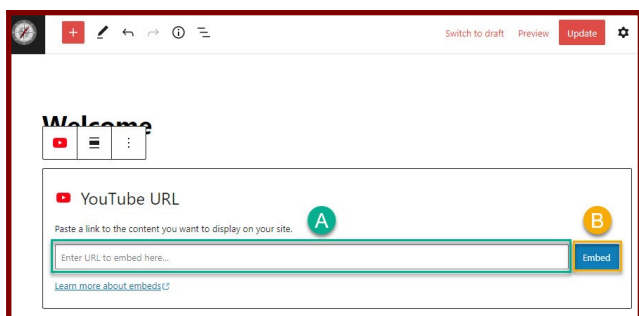 Switch to draft Preview Update
Welcome
YouTube URL
Paste a link to the content you want to display on your site. A B
Enter URL to embed here... Embed
Learn more about embeds